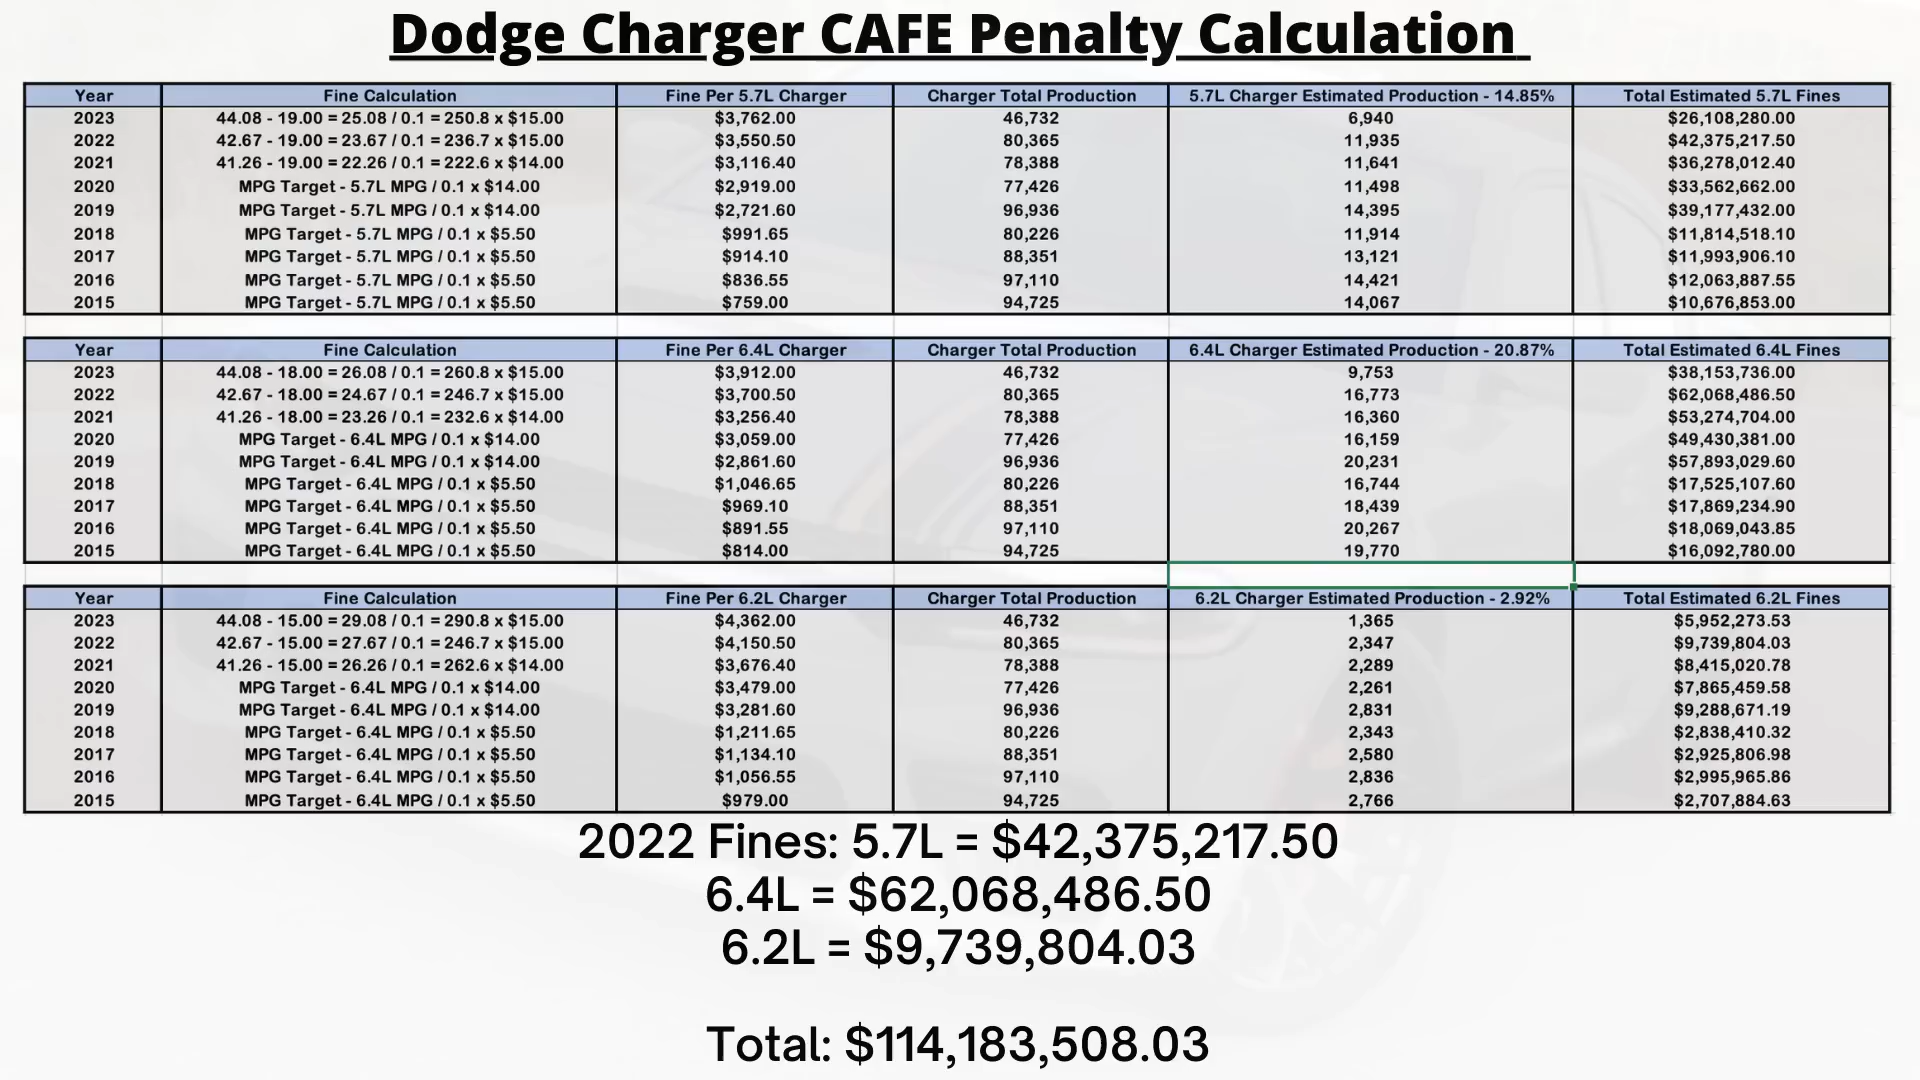 Dodge Charger CAFE Penalty Calculation
Year Fine Calculation Fine Per 5.7L Charger Charger Total Production 5.7L Charger Estimated Production - 14.85% Total Estimated 5.7L Fines
2023 44.08 - 19.00 = 25.08 / 0.1 = 250.8 x $15.00 $3,762.00 46,732 6,940 $26,108,280.00
2022 42.67 - 19.00 = 23.67 / 0.1 = 236.7 x $15.00 $3,550.50 80,365 11,935 $42,375,217.50
2021 41.26 - 19.00 = 22.26 / 0.1 = 222.6 x $14.00 $3,116.40 78,388 11,641 $36,278,012.40
2020 MPG Target - 5.7L MPG / 0.1 x $14.00 $2,919.00 77,426 11,498 $33,562,662.00
2019 MPG Target - 5.7L MPG / 0.1 x $14.00 $2,721.60 96,936 14,395 $39,177,432.00
2018 MPG Target - 5.7L MPG / 0.1 x $5.50 $991.65 80,226 11,914 $11,814,518.10
2017 MPG Target - 5.7L MPG / 0.1 x $5.50 $914.10 88,351 13,121 $11,993,906.10
2016 MPG Target - 5.7L MPG / 0.1 x $5.50 $836.55 97,110 14,421 $12,063,887.55
2015 MPG Target - 5.7L MPG / 0.1 x $5.50 $759.00 94,725 14,067 $10,676,853.00
Year Fine Calculation Fine Per 6.4L Charger Charger Total Production 6.4L Charger Estimated Production - 20.87% Total Estimated 6.4L Fines
2023 44.08 - 18.00 = 26.08 / 0.1 = 260.8 x $15.00 $3,912.00 46,732 9,753 $38,153,736.00
2022 42.67 - 18.00 = 24.67 / 0.1 = 246.7 x $15.00 $3,700.50 80,365 16,773 $62,068,486.50
2021 41.26 - 18.00 = 23.26 / 0.1 = 232.6 x $14.00 $3,256.40 78,388 16,360 $53,274,704.00
2020 MPG Target - 6.4L MPG / 0.1 x $14.00 $3,059.00 77,426 16,159 $49,430,381.00
2019 MPG Target - 6.4L MPG / 0.1 x $14.00 $2,861.60 96,936 20,231 $57,893,029.60
2018 MPG Target - 6.4L MPG / 0.1 x $5.50 $1,046.65 80,226 16,744 $17,525,107.60
2017 MPG Target - 6.4L MPG / 0.1 x $5.50 $969.10 88,351 18,439 $17,869,234.90
2016 MPG Target - 6.4L MPG / 0.1 x $5.50 $891.55 97,110 20,267 $18,069,043.85
2015 MPG Target - 6.4L MPG / 0.1 x $5.50 $814.00 94,725 19,770 $16,092,780.00
Year Fine Calculation Fine Per 6.2L Charger Charger Total Production 6.2L Charger Estimated Production - 2.92% Total Estimated 6.2L Fines
2023 44.08 - 15.00 = 29.08 / 0.1 = 290.8 x $15.00 $4,362.00 46,732 1,365 $5,952,273.53
2022 42.67 - 15.00 = 27.67 / 0.1 = 246.7 x $15.00 $4,150.50 80,365 2,347 $9,739,804.03
2021 41.26 - 15.00 = 26.26 / 0.1 = 262.6 x $14.00 $3,676.40 78,388 2,289 $8,415,020.78
2020 MPG Target - 6.4L MPG / 0.1 x $14.00 $3,479.00 77,426 2,261 $7,865,459.58
2019 MPG Target - 6.4L MPG / 0.1 x $14.00 $3,281.60 96,936 2,831 $9,288,671.19
2018 MPG Target - 6.4L MPG / 0.1 x $5.50 $1,211.65 80,226 2,343 $2,838,410.32
2017 MPG Target - 6.4L MPG / 0.1 x $5.50 $1,134.10 88,351 2,580 $2,925,806.98
2016 MPG Target - 6.4L MPG / 0.1 x $5.50 $1,056.55 97,110 2,836 $2,995,965.86
2015 MPG Target - 6.4L MPG / 0.1 x $5.50 $979.00 94,725 2,766 $2,707,884.63
2022 Fines: 5.7L = $42,375,217.50
6.4L = $62,068,486.50
6.2L = $9,739,804.03
Total: $114,183,508.03